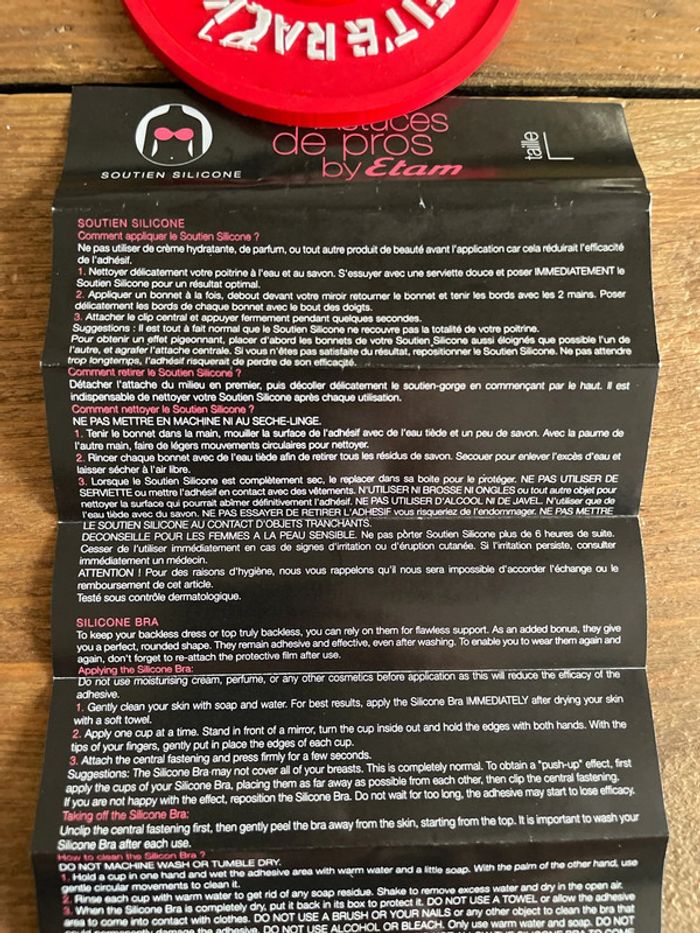 FIT & RACK
astuces
de pros
by Etam
taille L
SOUTIEN SILICONE
SOUTIEN SILICONE
Comment appliquer le Soutien Silicone ?
Ne pas utiliser de crème hydratante, de parfum, ou tout autre produit de beauté avant l'application car cela réduirait l'efficacité
de l'adhésif.
1. Nettoyer délicatement votre poitrine à l'eau et au savon. S'essuyer avec une serviette douce et poser IMMEDIATEMENT le
Soutien Silicone pour un résultat optimal.
2. Appliquer un bonnet à la fois, debout devant votre miroir retourner le bonnet et tenir les bords avec les 2 mains. Poser
délicatement les bords de chaque bonnet avec le bout des doigts.
3. Attacher le clip central et appuyer fermement pendant quelques secondes.
Suggestions : Il est tout à fait normal que le Soutien Silicone ne recouvre pas la totalité de votre poitrine.
Pour obtenir un effet pigeonnant, placer d'abord les bonnets de votre Soutien Silicone aussi éloignés que possible l'un de
l'autre, et agrafer l'attache centrale. Si vous n'êtes pas satisfaite du résultat, repositionner le Soutien Silicone. Ne pas attendre
trop longtemps, l'adhésif risquerait de perdre de son efficacité.
Comment retirer le Soutien Silicone ?
Détacher l'attache du milieu en premier, puis décoller délicatement le soutien-gorge en commençant par le haut. Il est
indispensable de nettoyer votre Soutien Silicone après chaque utilisation.
Comment nettoyer le Soutien Silicone ?
NE PAS METTRE EN MACHINE NI AU SECHE-LINGE.
1. Tenir le bonnet dans la main, mouiller la surface de l'adhésif avec de l'eau tiède et un peu de savon. Avec la paume de
l'autre main, faire de légers mouvements circulaires pour nettoyer.
2. Rincer chaque bonnet avec de l'eau tiède afin de retirer tous les résidus de savon. Secouer pour enlever l'excès d'eau et
laisser sécher à l'air libre.
3. Lorsque le Soutien Silicone est complètement sec, le replacer dans sa boite pour le protéger. NE PAS UTILISER DE
SERVIETTE ou mettre l'adhésif en contact avec des vêtements. N'UTILISER NI BROSSE NI ONGLES ou tout autre objet pour
nettoyer la surface qui pourrait abîmer définitivement l'adhésif. NE PAS UTILISER D'ALCOOL NI DE JAVEL. N'utiliser que de
l'eau tiède avec du savon. NE PAS ESSAYER DE RETIRER L'ADHESIF vous risqueriez de l'endommager. NE PAS METTRE
LE SOUTIEN SILICONE AU CONTACT D'OBJETS TRANCHANTS.
DECONSEILLE POUR LES FEMMES A LA PEAU SENSIBLE. Ne pas pôrter Soutien Silicone plus de 6 heures de suite.
Cesser de l'utiliser immédiatement en cas de signes d'irritation ou d'éruption cutanée. Si l'irritation persiste, consulter
immédiatement un médecin.
ATTENTION ! Pour des raisons d'hygiène, nous vous rappelons qu'il nous sera impossible d'accorder l'échange ou le
remboursement de cet article.
Testé sous contrôle dermatologique.
SILICONE BRA
To keep your backless dress or top truly backless, you can rely on them for flawless support. As an added bonus, they give
you a perfect, rounded shape. They remain adhesive and effective, even after washing. To enable you to wear them again and
again, don't forget to re-attach the protective film after use.
Applying the Silicone Bra:
Do not use moisturising cream, perfume, or any other cosmetics before application as this will reduce the efficacy of the
adhesive.
1. Gently clean your skin with soap and water. For best results, apply the Silicone Bra IMMEDIATELY after drying your skin
with a soft towel.
2. Apply one cup at a time. Stand in front of a mirror, turn the cup inside out and hold the edges with both hands. With the
tips of your fingers, gently put in place the edges of each cup.
3. Attach the central fastening and press firmly for a few seconds.
Suggestions: The Silicone Bra may not cover all of your breasts. This is completely normal. To obtain a "push-up" effect, first
apply the cups of your Silicone Bra, placing them as far away as possible from each other, then clip the central fastening.
If you are not happy with the effect, reposition the Silicone Bra. Do not wait for too long, the adhesive may start to lose efficacy.
Taking off the Silicone Bra:
Unclip the central fastening first, then gently peel the bra away from the skin, starting from the top. It is important to wash your
Silicone Bra after each use.
How to clean the Silicon Bra ?
DO NOT MACHINE WASH OR TUMBLE DRY.
1. Hold a cup in one hand and wet the adhesive area with warm water and a little soap. With the palm of the other hand, use
gentle circular movements to clean it.
2. Rinse each cup with warm water to get rid of any soap residue. Shake to remove excess water and dry in the open air.
3. When the Silicone Bra is completely dry, put it back in its box to protect it. DO NOT USE A TOWEL or allow the adhesive
area to come into contact with clothes. DO NOT USE A BRUSH OR YOUR NAILS or any other object to clean the bra that
could permanently damage the adhesive. DO NOT USE ALCOHOL OR BLEACH. Only use warm water and soap. DO NOT